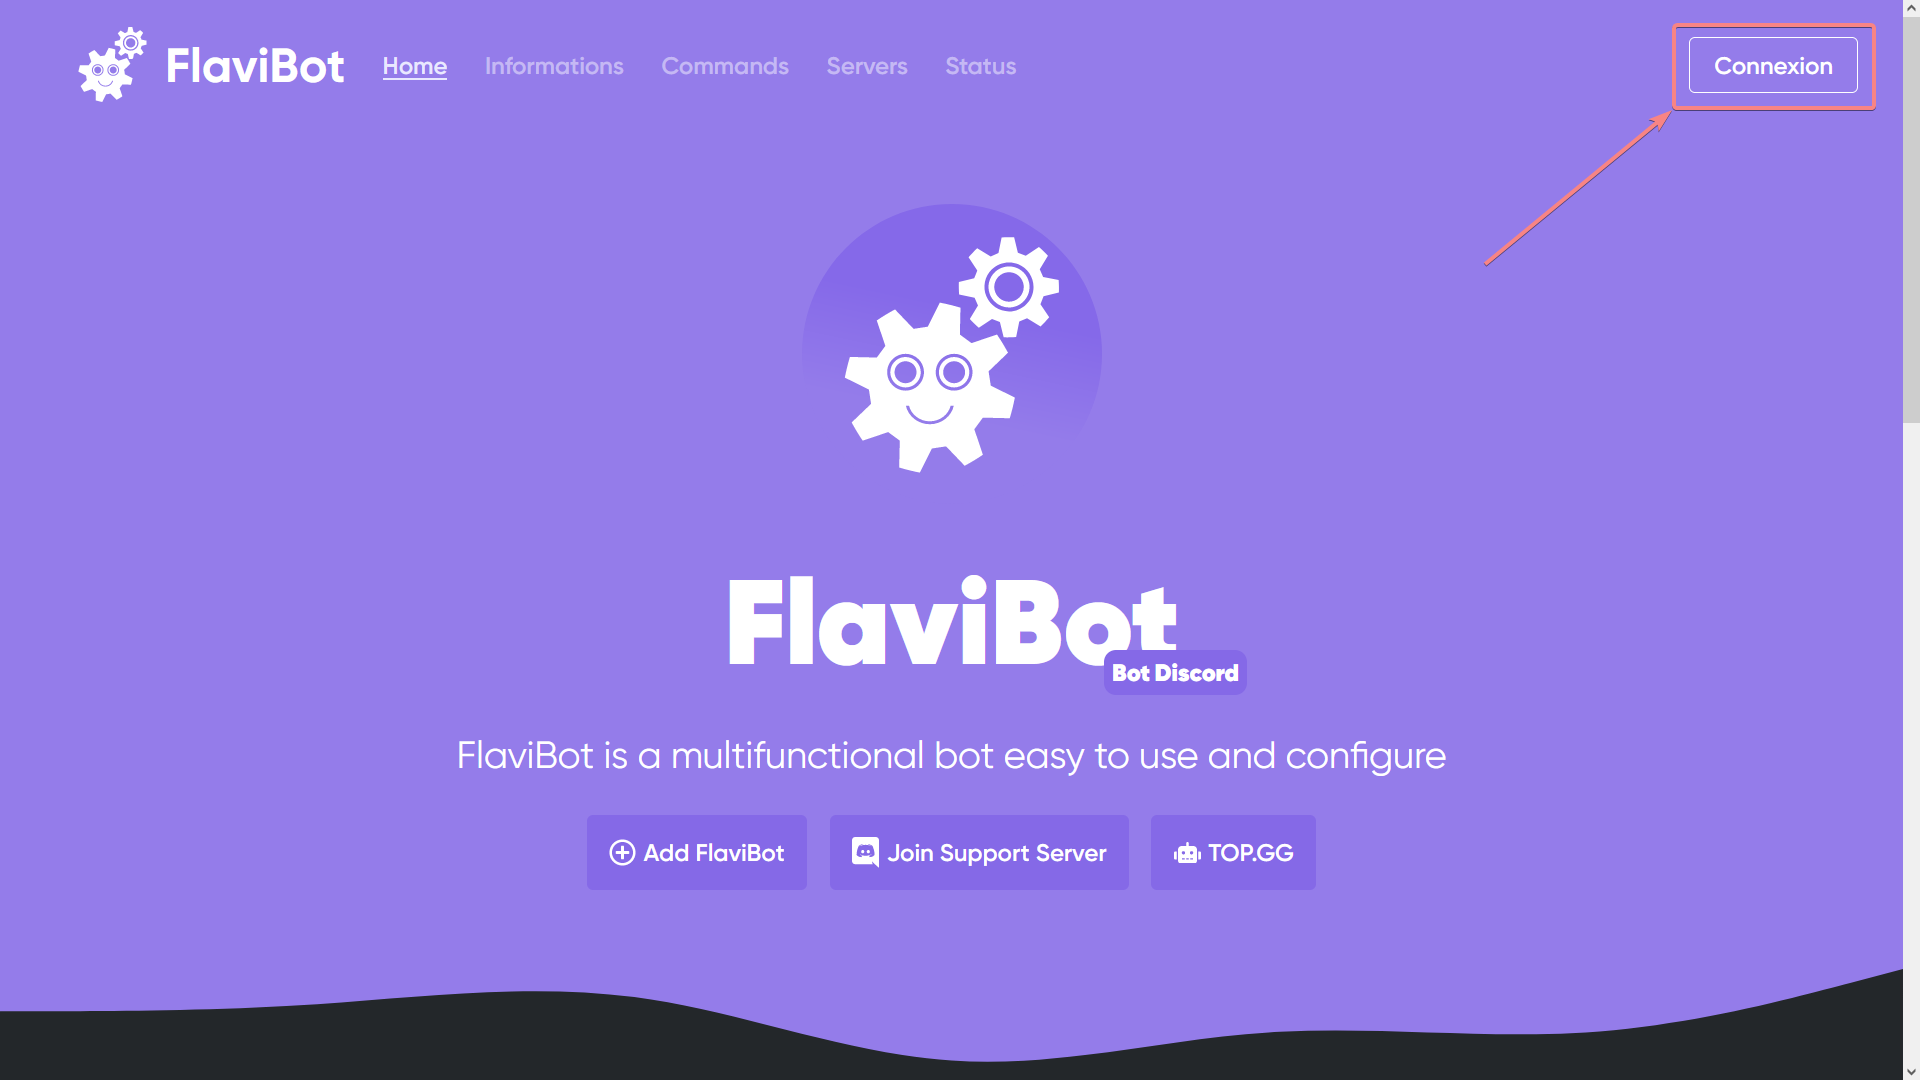 FlaviBot Home Informations Commands Servers Status Connexion
FlaviBot
Bot Discord
FlaviBot is a multifunctional bot easy to use and configure
Add FlaviBot Join Support Server TOP.GG